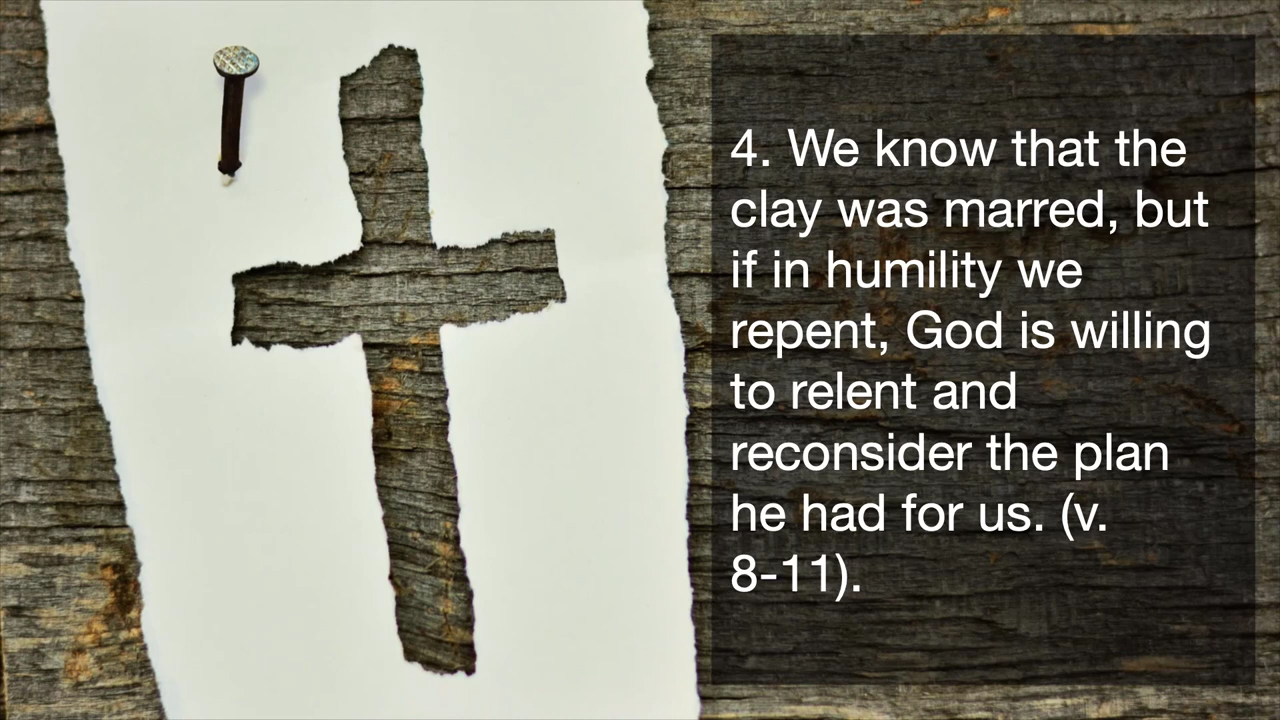 4. We know that the
clay was marred, but
if in humility we
repent, God is willing
to relent and
reconsider the plan
he had for us. (v.
8-11).